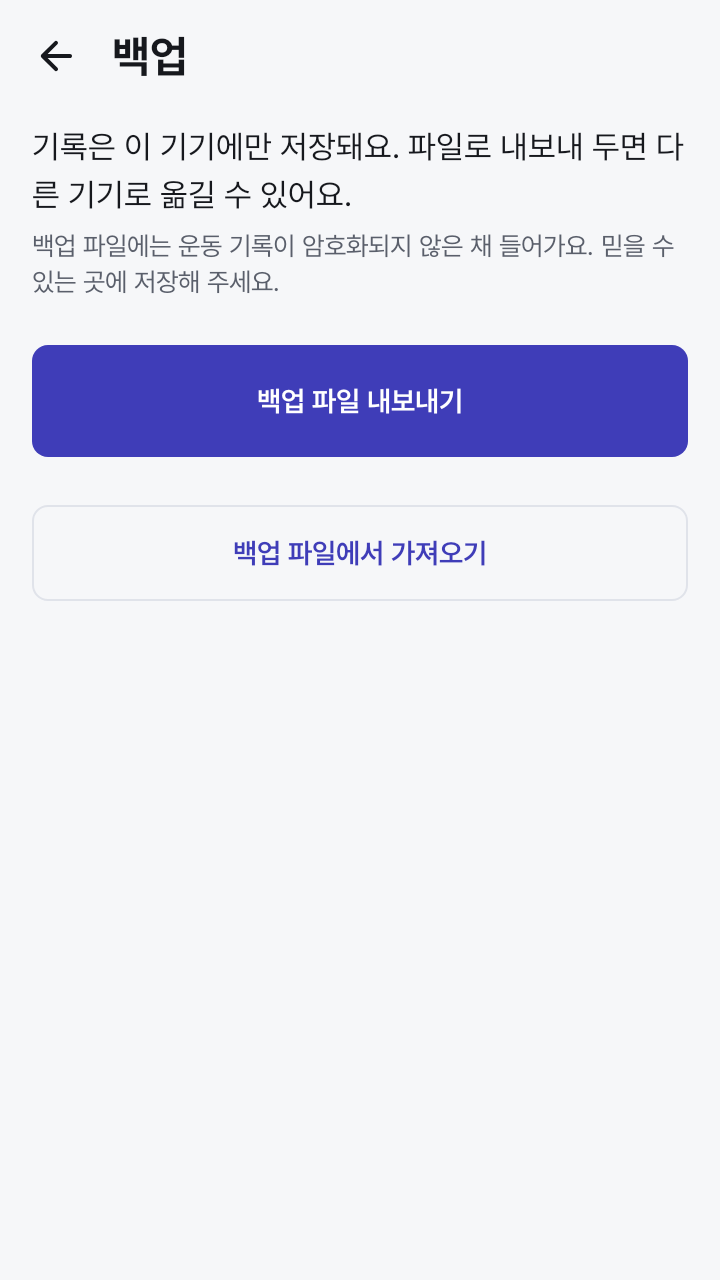 백업
기록은 이 기기에만 저장돼요. 파일로 내보내 두면 다
른 기기로 옮길 수 있어요.
백업 파일에는 운동 기록이 암호화되지 않은 채 들어가요. 믿을 수
있는 곳에 저장해 주세요.
백업 파일 내보내기
백업 파일에서 가져오기